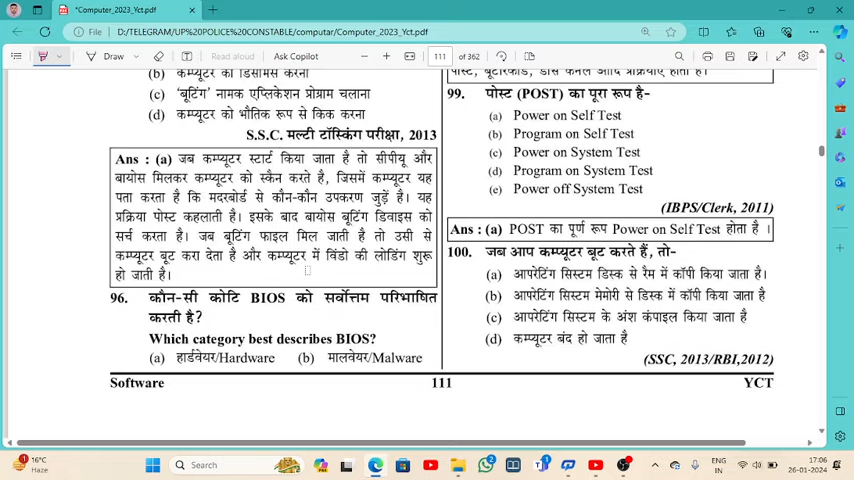 *Computer_2023_Yct.pdf
File
D:/TELEGRAM/UP%20POLICE%20CONSTABLE/computar/Computer_2023_Yct.pdf
Draw
Read aloud
Ask Copilot
111
of 362
(b) कम्प्यूटर को डिसमिस करना
(c) 'बूटिंग' नामक एप्लिकेशन प्रोग्राम चलाना
(d) कम्प्यूटर को भौतिक रूप से किक करना
S.S.C. मल्टी टॉस्किंग परीक्षा, 2013
Ans : (a) जब कम्प्यूटर स्टार्ट किया जाता है तो सीपीयू और
बायोस मिलकर कम्प्यूटर को स्कैन करते है, जिसमें कम्प्यूटर यह
पता करता है कि मदरबोर्ड से कौन-कौन उपकरण जुड़ें है। यह
प्रक्रिया पोस्ट कहलाती है। इसके बाद बायोस बूटिंग डिवाइस को
सर्च करता है। जब बूटिंग फाइल मिल जाती है तो उसी से
कम्प्यूटर बूट करा देता है और कम्प्यूटर में विंडो की लोडिंग शुरू
हो जाती है।
96. कौन-सी कोटि BIOS को सर्वोत्तम परिभाषित
करती है?
Which category best describes BIOS?
(a) हार्डवेयर/Hardware (b) मालवेयर/Malware
पोस्ट, बूटरिकॉर्ड, डॉस कर्नल आदि प्रक्रियाएं होती हैं।
99. पोस्ट (POST) का पूरा रूप है-
(a) Power on Self Test
(b) Program on Self Test
(c) Power on System Test
(d) Program on System Test
(e) Power off System Test
(IBPS/Clerk, 2011)
Ans : (a) POST का पूर्ण रूप Power on Self Test होता है ।
100. जब आप कम्प्यूटर बूट करते हैं, तो-
(a) आपरेटिंग सिस्टम डिस्क से रैम में कॉपी किया जाता है।
(b) आपरेटिंग सिस्टम मेमोरी से डिस्क में कॉपी किया जाता है
(c) आपरेटिंग सिस्टम के अंश कंपाइल किया जाता है
(d) कम्प्यूटर बंद हो जाता है
(SSC, 2013/RBI,2012)
Software 111 YCT
16°C
Haze
Search
ENG
IN
17:06
26-01-2024